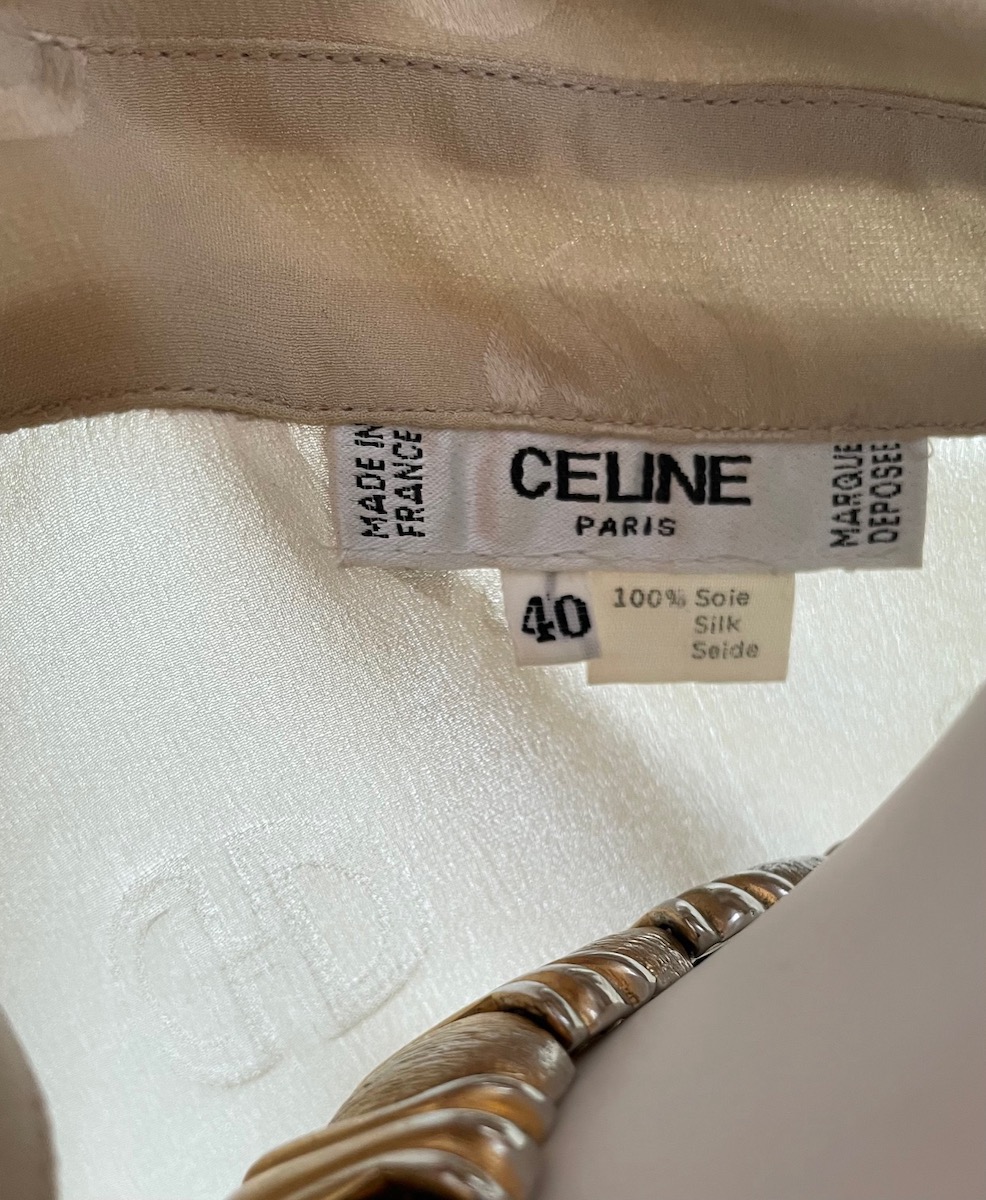 MADE IN
FRANCE
CELINE
PARIS
MARQUE
DEPOSEE
40
100% Soie
Silk
Seide